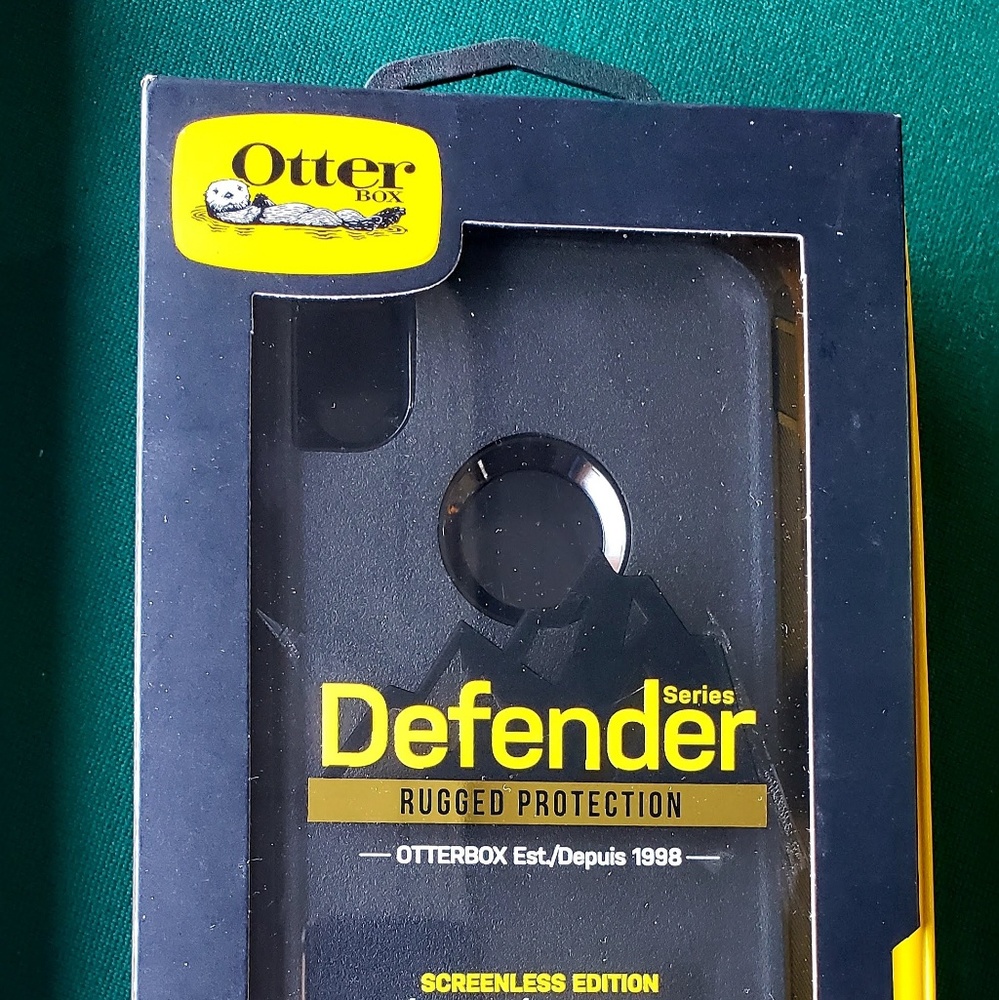 Otter
BOX
Defender Series
RUGGED PROTECTION
OTTERBOX Est./Depuis 1998
SCREENLESS EDITION